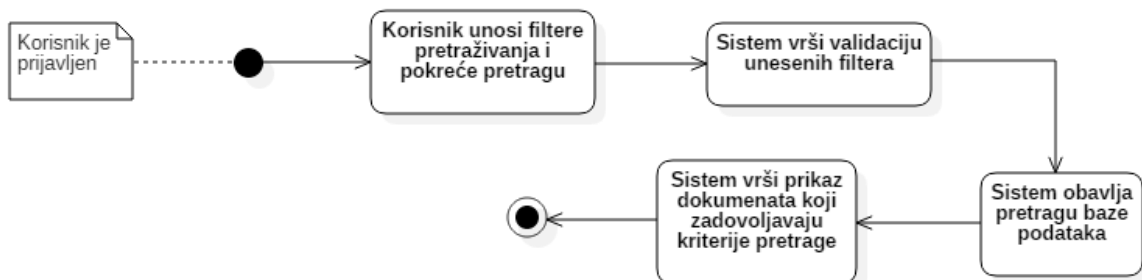 Korisnik je
prijavljen
Korisnik unosi filtere
pretraživanja i
pokreće pretragu
Sistem vrši validaciju
unesenih filtera
Sistem obavlja
pretragu baze
podataka
Sistem vrši prikaz
dokumenata koji
zadovoljavaju
kriterije pretrage